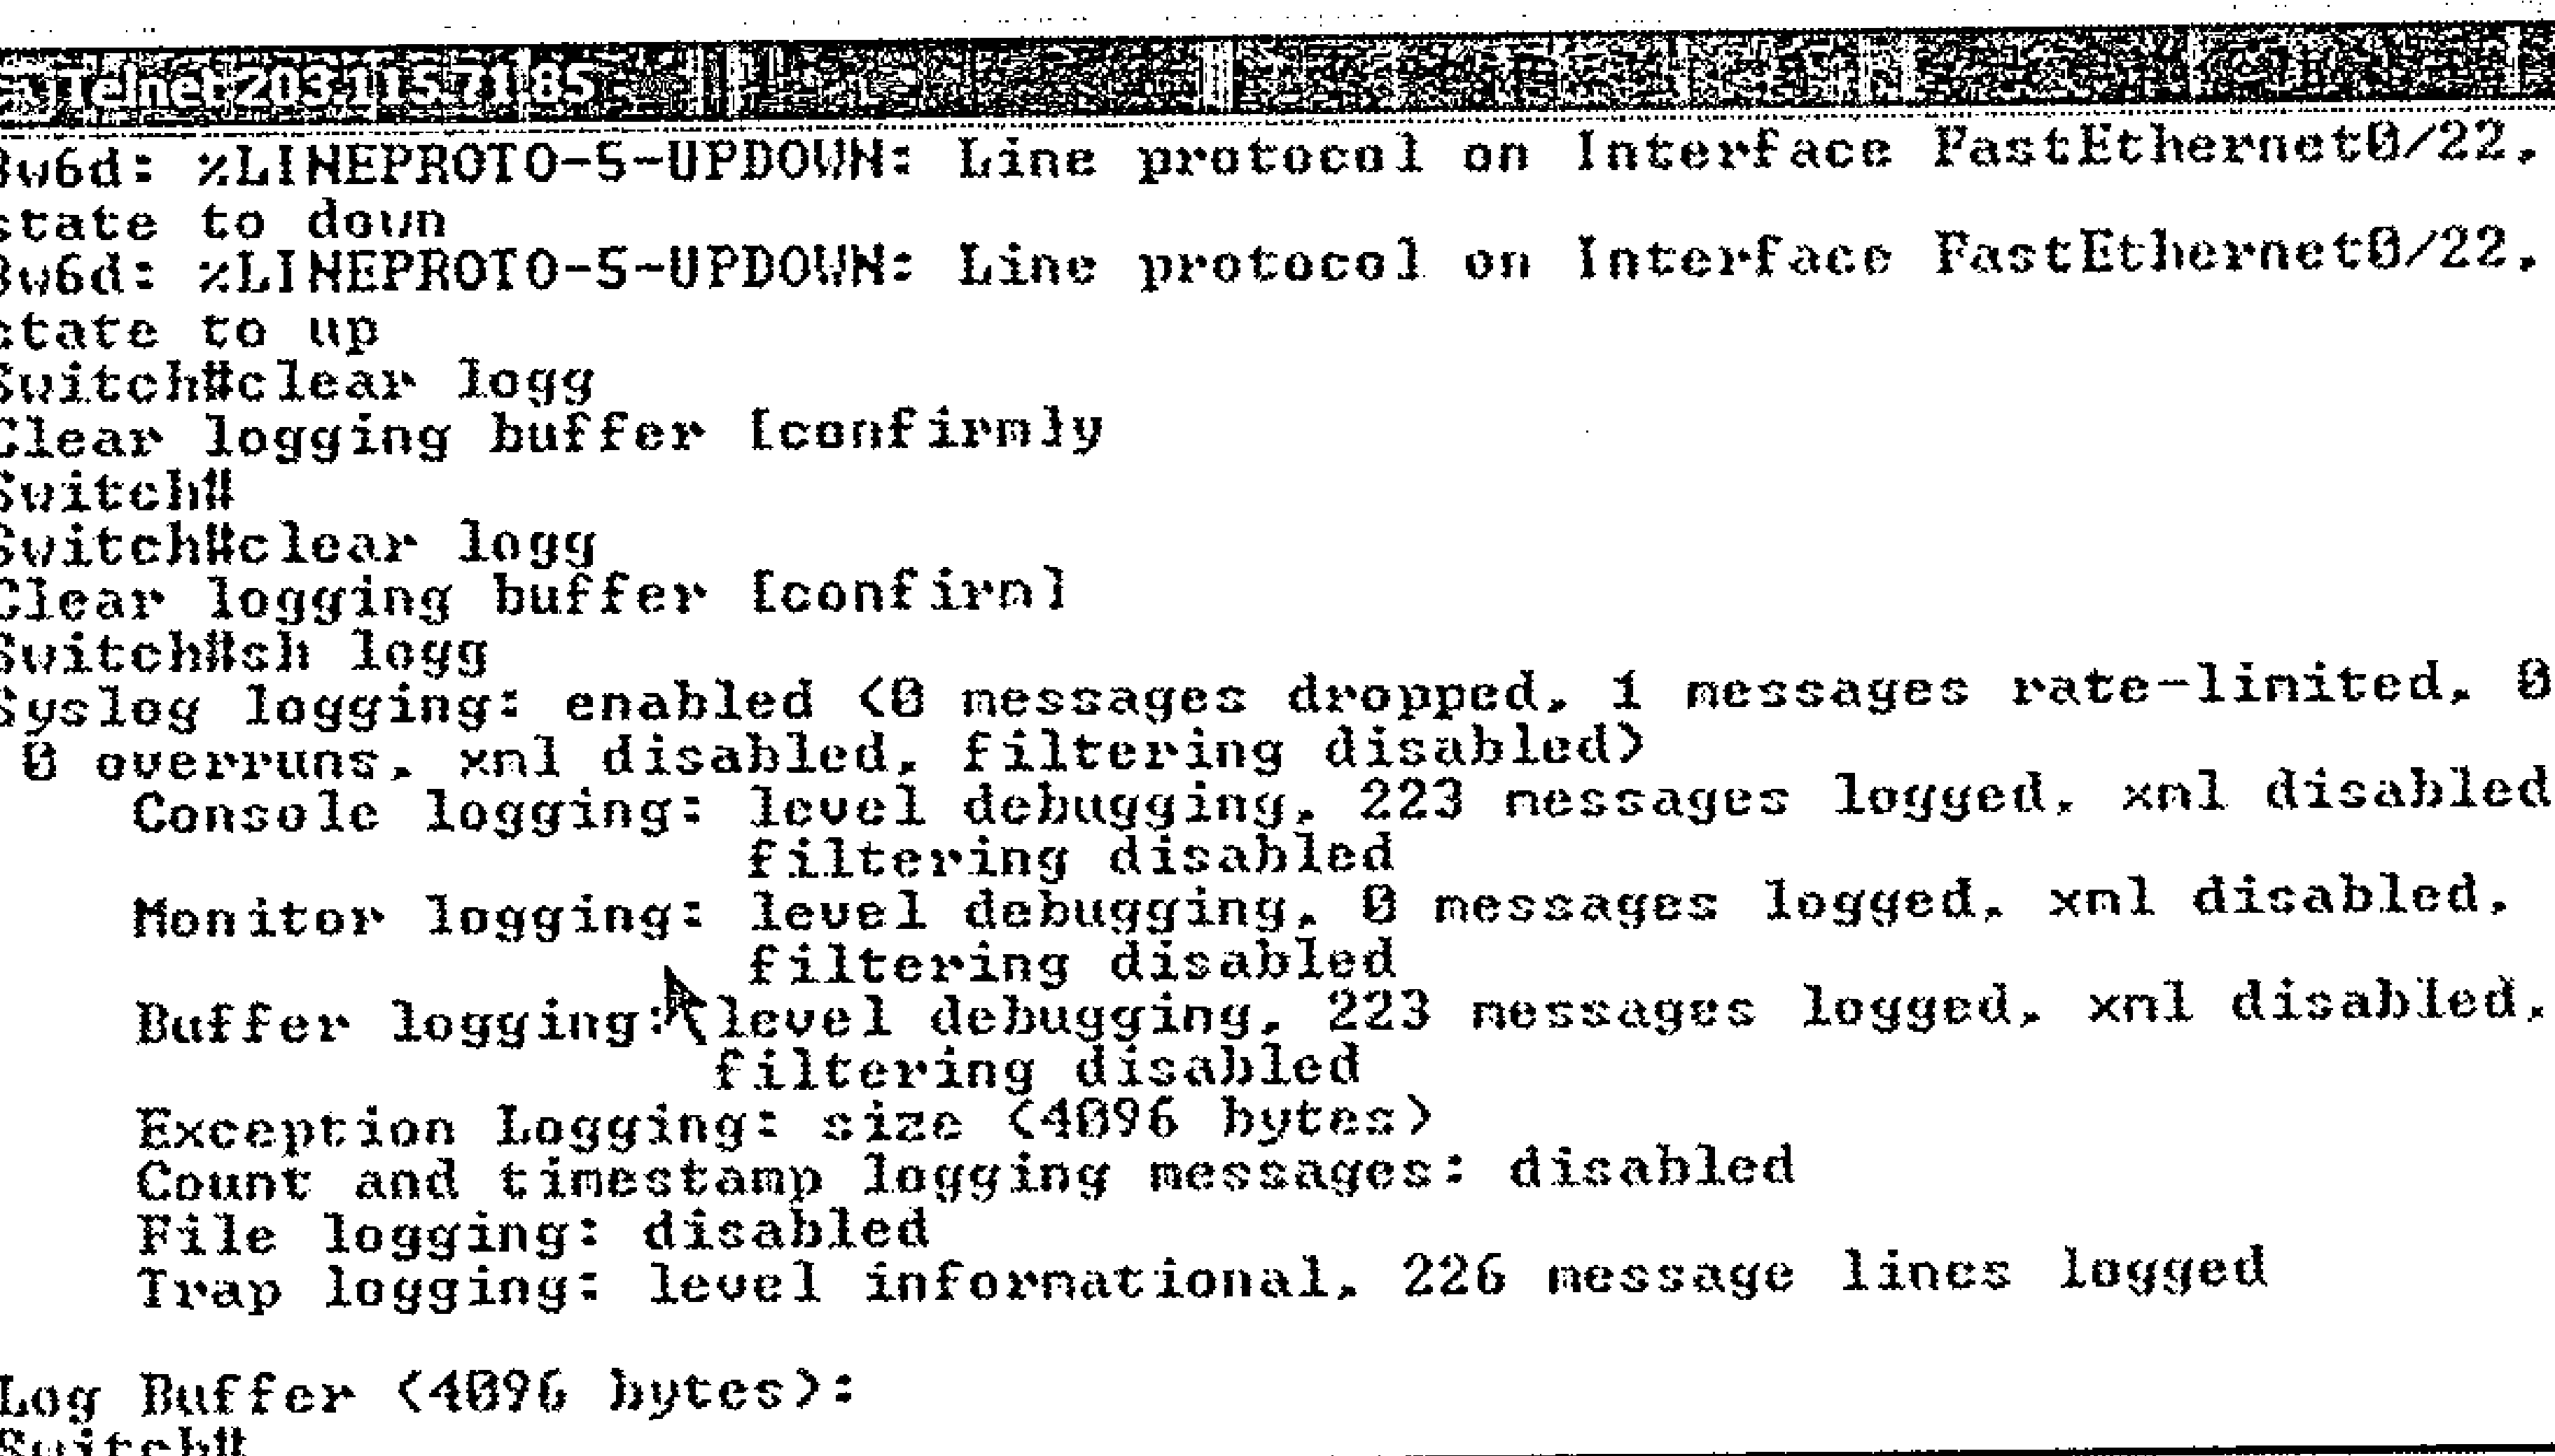 Telnet 203.115.71.85
3w6d: %LINEPROTO-5-UPDOWN: Line protocol on Interface FastEthernet0/22,
state to down
3w6d: %LINEPROTO-5-UPDOWN: Line protocol on Interface FastEthernet0/22,
state to up
Switch#clear logg
Clear logging buffer [confirm]y
Switch#
Switch#clear logg
Clear logging buffer [confirm]
Switch#sh logg
Syslog logging: enabled (0 messages dropped, 1 messages rate-limited, 0
0 overruns, xml disabled, filtering disabled)
Console logging: level debugging, 223 messages logged, xml disabled
filtering disabled
Monitor logging: level debugging, 0 messages logged, xml disabled,
filtering disabled
Buffer logging: level debugging, 223 messages logged, xml disabled,
filtering disabled
Exception Logging: size (4096 bytes)
Count and timestamp logging messages: disabled
File logging: disabled
Trap logging: level informational, 226 message lines logged
Log Buffer (4096 bytes):
Switch#